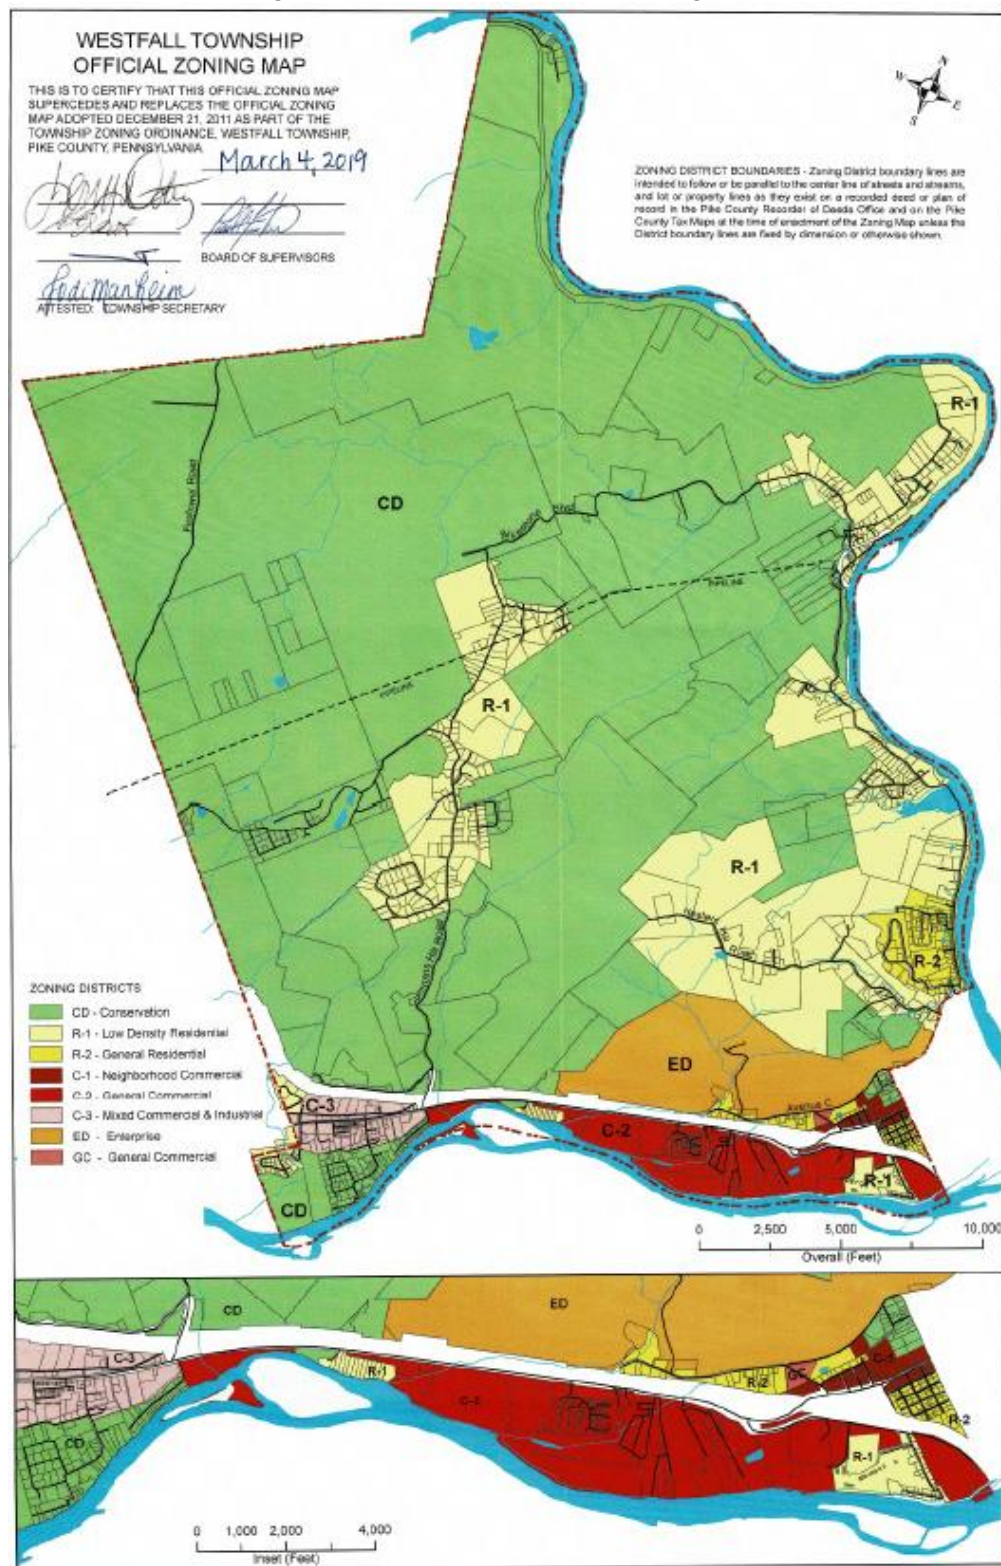 WESTFALL TOWNSHIP
OFFICIAL ZONING MAP
THIS IS TO CERTIFY THAT THIS OFFICIAL ZONING MAP
SUPERCEDES AND REPLACES THE OFFICIAL ZONING
MAP ADOPTED DECEMBER 21, 2011 AS PART OF THE
TOWNSHIP ZONING ORDINANCE, WESTFALL TOWNSHIP,
PIKE COUNTY, PENNSYLVANIA
March 4, 2019
BOARD OF SUPERVISORS
Jodi Manheim
ATTESTED: TOWNSHIP SECRETARY
N
W
E
S
ZONING DISTRICT BOUNDARIES - Zoning District boundary lines are
intended to follow or be parallel to the center line of streets and streams,
and lot or property lines as they exist on a recorded deed or plan of
record in the Pike County Recorder of Deeds Office and on the Pike
County Tax Maps at the time of enactment of the Zoning Map unless the
District boundary lines are fixed by dimension or otherwise shown.
R-1
CD
Road
Road
PIPELINE
PIPELINE
R-1
R-1
Road
R-2
Road
ZONING DISTRICTS
CD - Conservation
R-1 - Low Density Residential
R-2 - General Residential
C-1 - Neighborhood Commercial
C-2 - General Commercial
C-3 - Mixed Commercial & Industrial
ED - Enterprise
GC - General Commercial
ED
Avenue C
C-3
C-2
R-1
CD
0 2,500 5,000 10,000
Overall (Feet)
CD
ED
C-3
R-1
R-2
GC
C-1
C-2
R-2
CD
R-1
0 1,000 2,000 4,000
Inset (Feet)